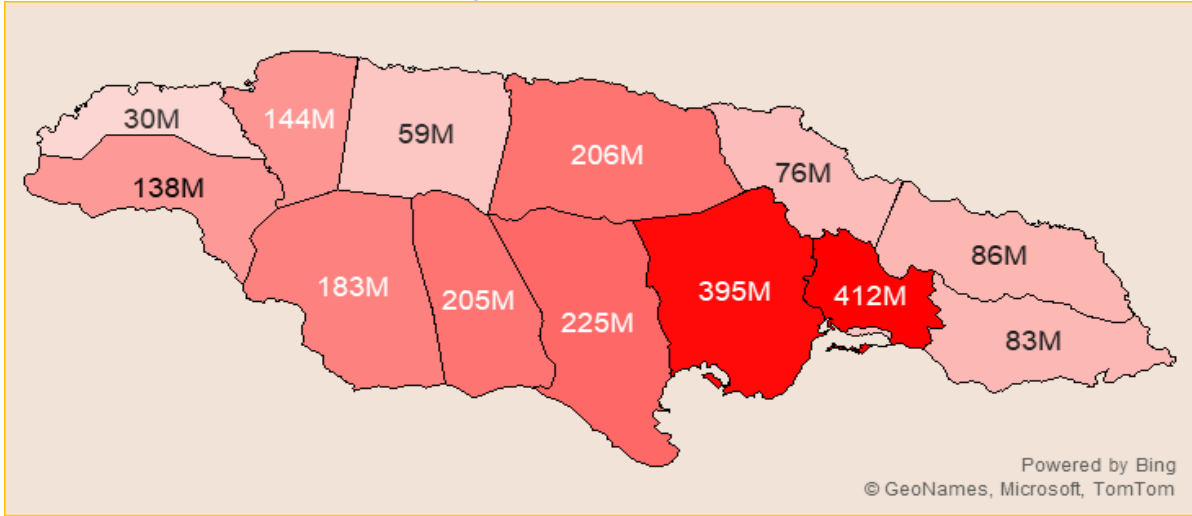 30M
144M
59M
206M
76M
138M
183M
205M
225M
395M
412M
86M
83M
Powered by Bing
© GeoNames, Microsoft, TomTom